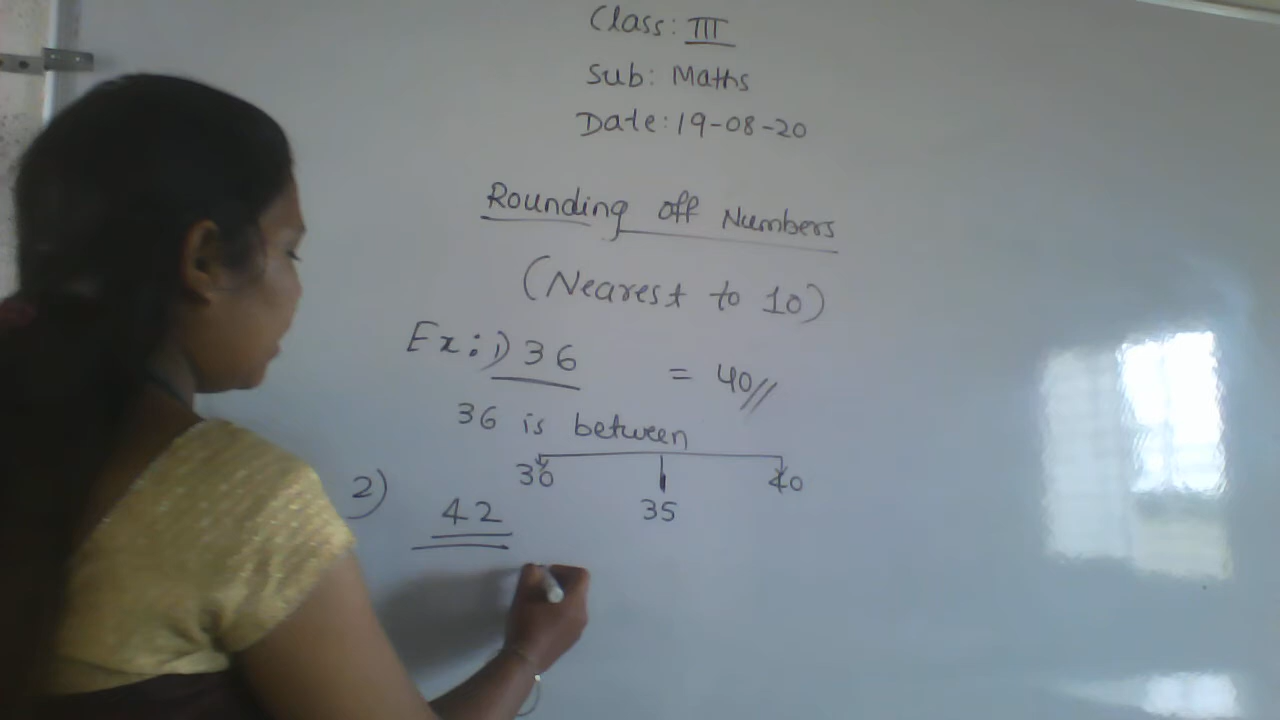 Class: III
Sub: Maths
Date: 19-08-20
Rounding off Numbers
(Nearest to 10)
Ex: 1) 36 = 40//
36 is between
30 35 40
2) 42